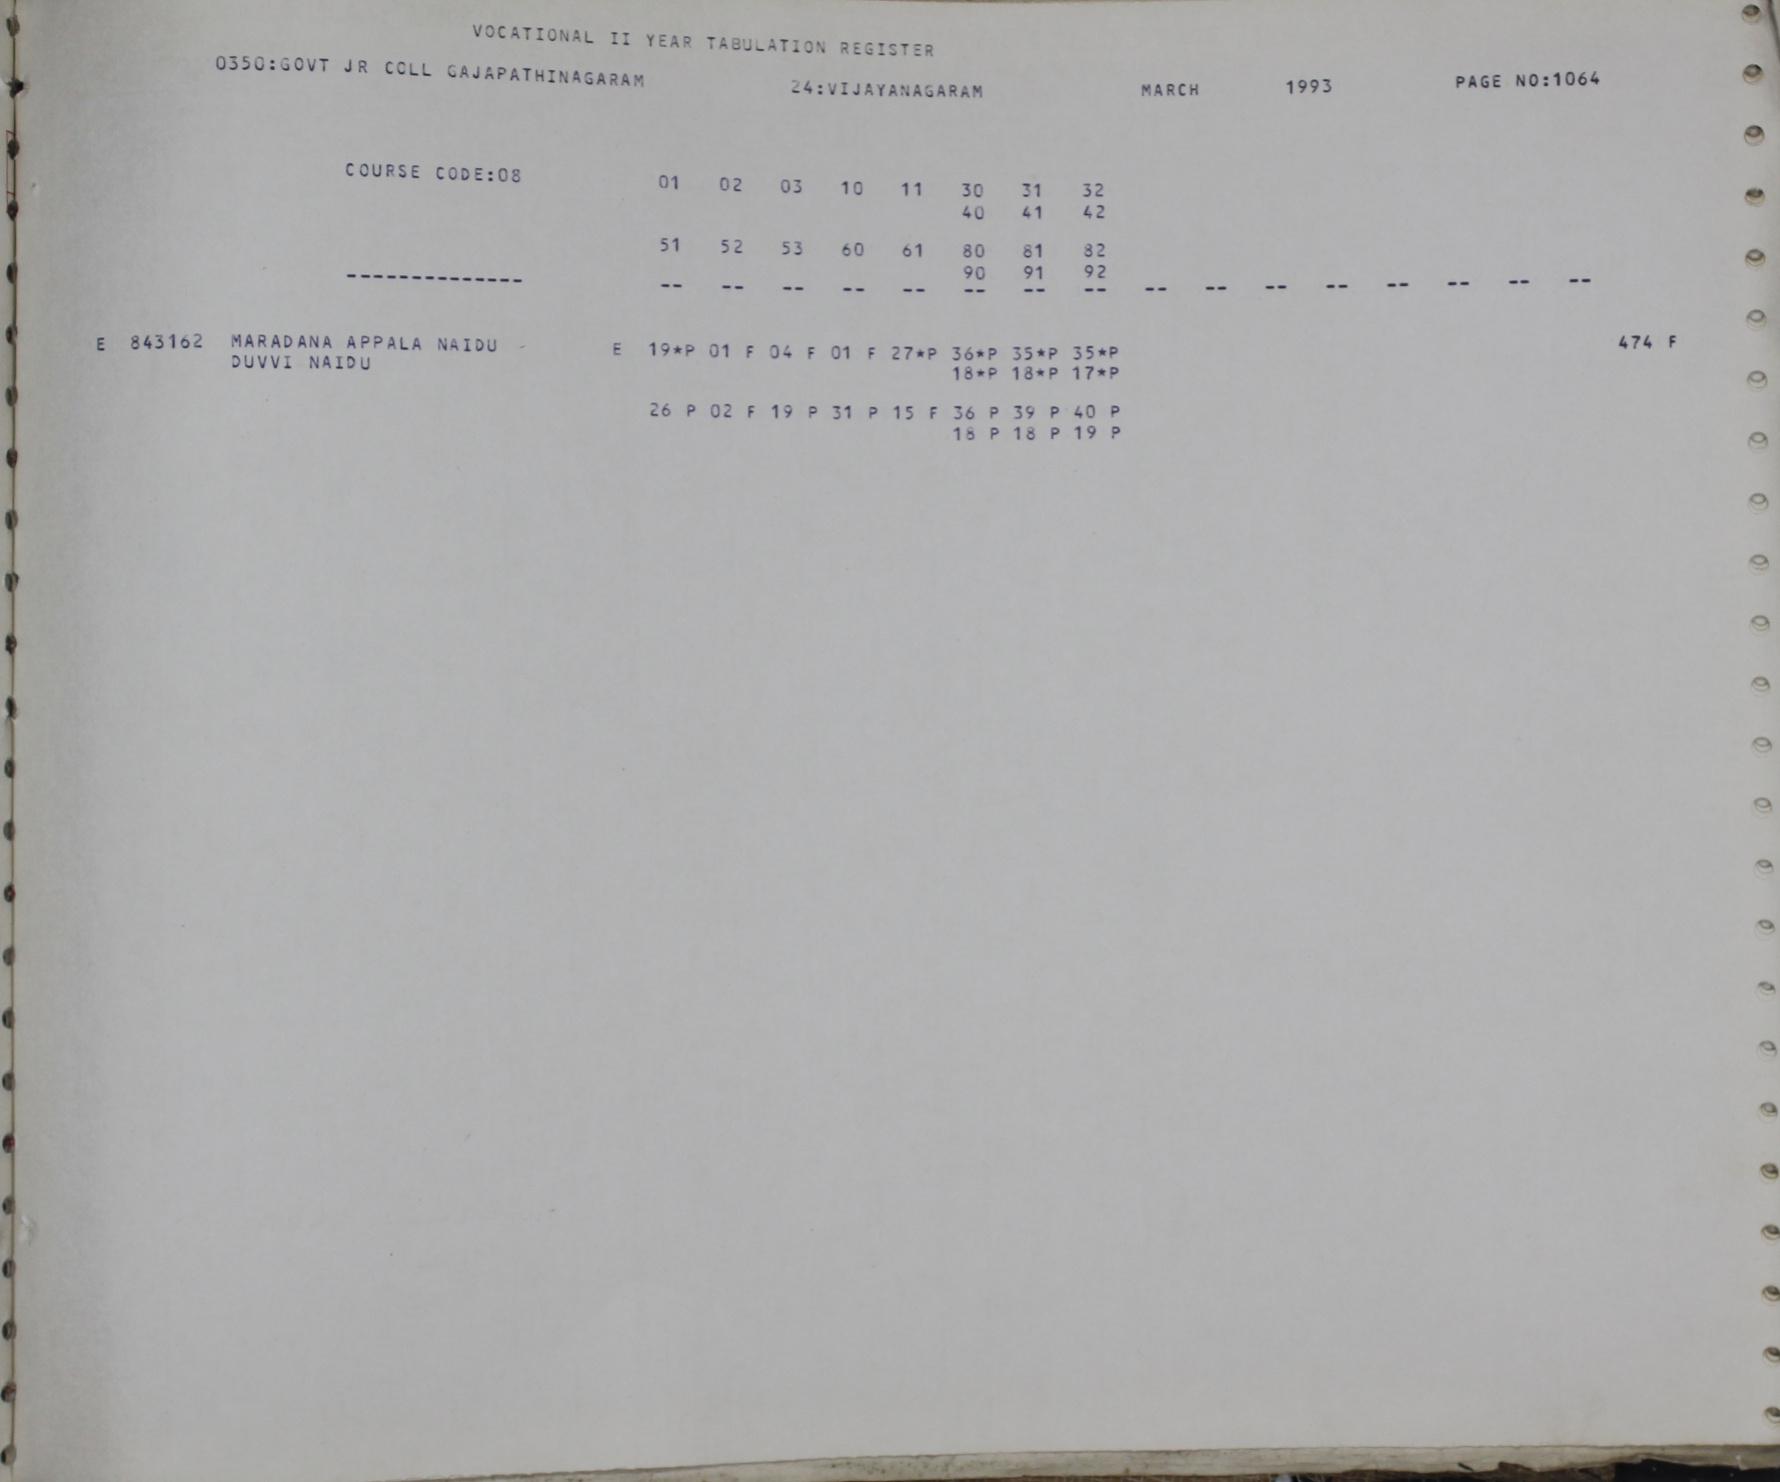 VOCATIONAL II YEAR TABULATION REGISTER
0350:GOVT JR COLL GAJAPATHINAGARAM 24:VIJAYANAGARAM MARCH 1993 PAGE NO:1064
COURSE CODE:08 01 02 03 10 11 30 31 32
40 41 42
51 52 53 60 61 80 81 82
90 91 92
-------------- -- -- -- -- -- -- -- -- -- -- -- -- -- -- -- --
E 843162 MARADANA APPALA NAIDU - E 19*P 01 F 04 F 01 F 27*P 36*P 35*P 35*P 474 F
DUVVI NAIDU 18*P 18*P 17*P
26 P 02 F 19 P 31 P 15 F 36 P 39 P 40 P
18 P 18 P 19 P